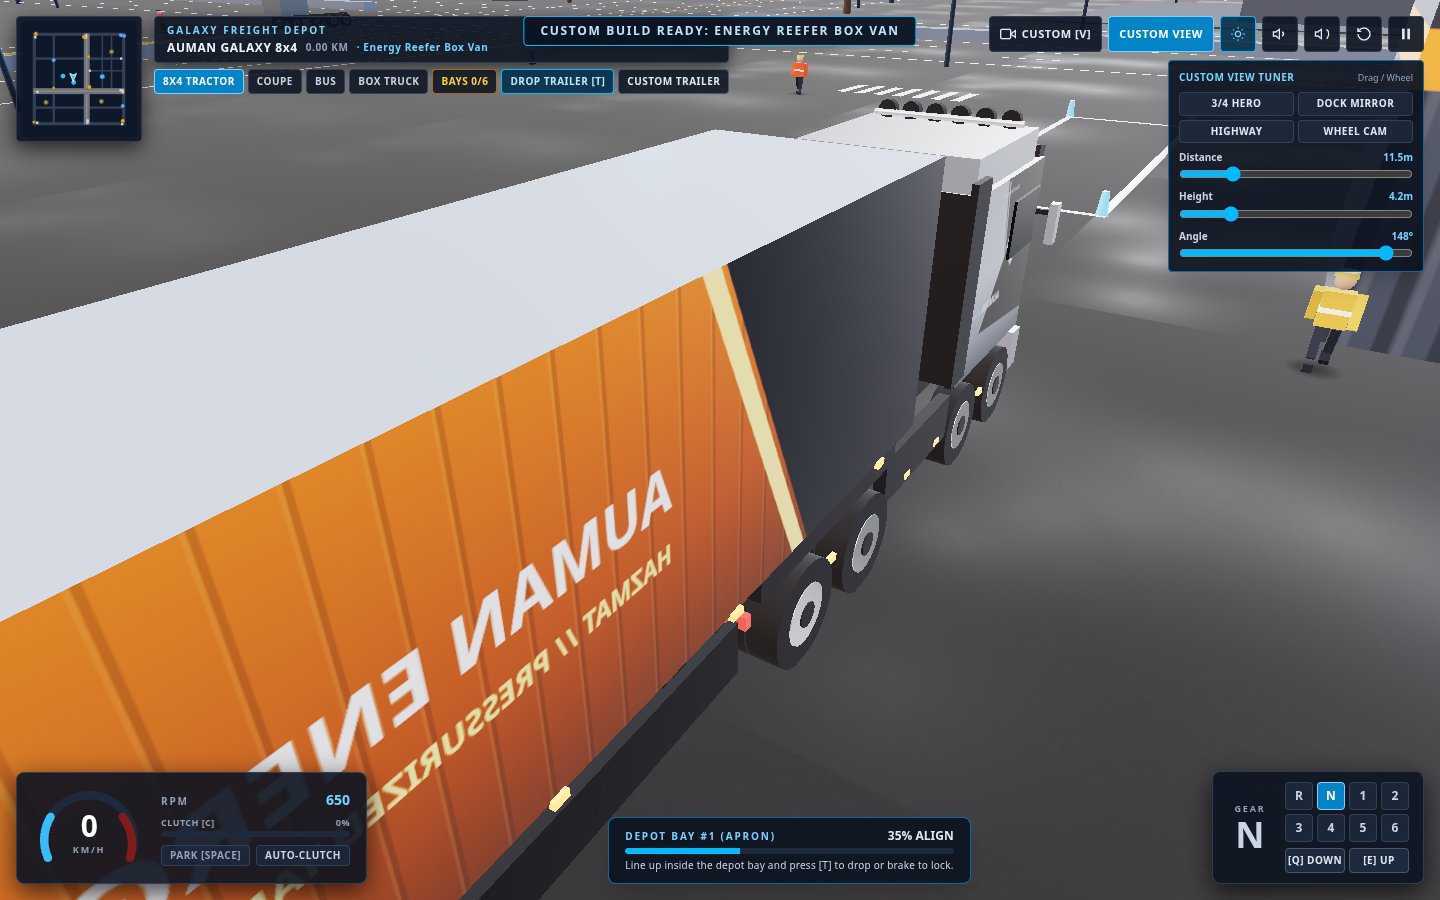 GALAXY FREIGHT DEPOT
AUMAN GALAXY 8x4 0.00 KM · Energy Reefer Box Van
CUSTOM BUILD READY: ENERGY REEFER BOX VAN
CUSTOM [V]
CUSTOM VIEW
8X4 TRACTOR
COUPE
BUS
BOX TRUCK
BAYS 0/6
DROP TRAILER [T]
CUSTOM TRAILER
CUSTOM VIEW TUNER Drag / Wheel
3/4 HERO
DOCK MIRROR
HIGHWAY
WHEEL CAM
Distance 11.5m
Height 4.2m
Angle 148°
AUMAN ENE
HAZMAT \\ PRESSURIZE
0
KM/H
RPM 650
CLUTCH [C] 0%
PARK [SPACE]
AUTO-CLUTCH
DEPOT BAY #1 (APRON) 35% ALIGN
Line up inside the depot bay and press [T] to drop or brake to lock.
GEAR
N
R N 1 2
3 4 5 6
[Q] DOWN
[E] UP